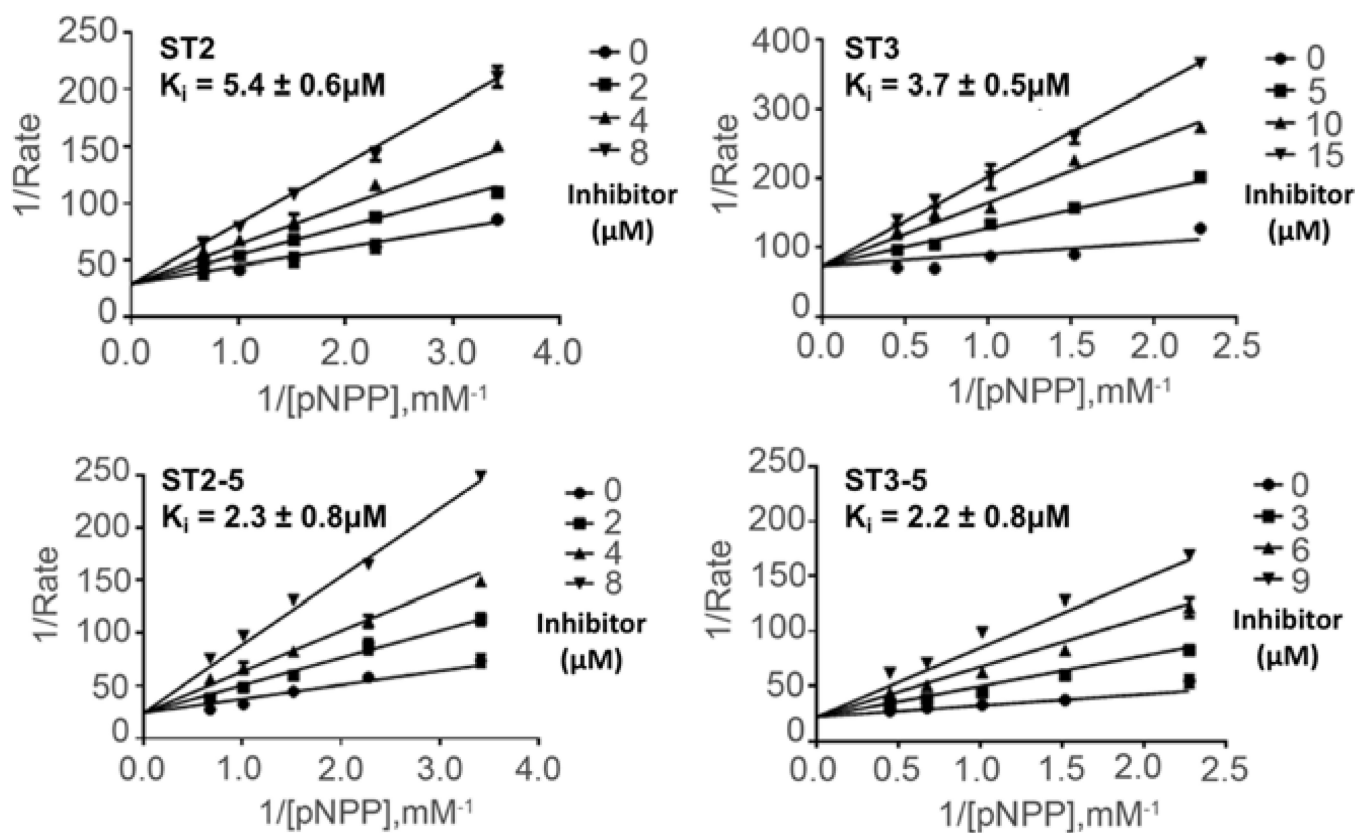 ST2
K_i = 5.4 ± 0.6µM
250
200
150
100
50
0
1/Rate
0.0 1.0 2.0 3.0 4.0
1/[pNPP],mM⁻¹
0
2
4
8
Inhibitor
(µM)
ST3
K_i = 3.7 ± 0.5µM
400
300
200
100
0
1/Rate
0.0 0.5 1.0 1.5 2.0 2.5
1/[pNPP],mM⁻¹
0
5
10
15
Inhibitor
(µM)
ST2-5
K_i = 2.3 ± 0.8µM
250
200
150
100
50
0
1/Rate
0.0 1.0 2.0 3.0 4.0
1/[pNPP],mM⁻¹
0
2
4
8
Inhibitor
(µM)
ST3-5
K_i = 2.2 ± 0.8µM
250
200
150
100
50
0
1/Rate
0.0 0.5 1.0 1.5 2.0 2.5
1/[pNPP],mM⁻¹
0
3
6
9
Inhibitor
(µM)